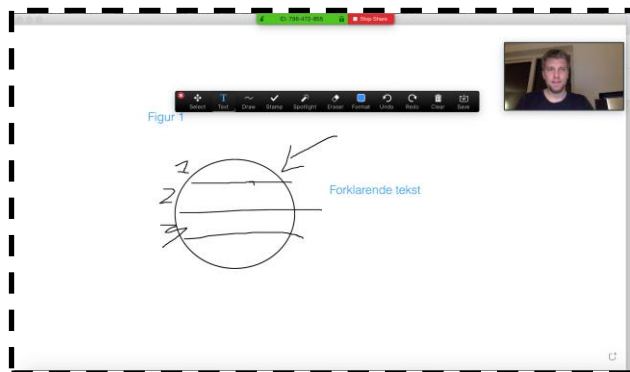 ID: 798-472-855 Stop Share
Select Text Draw Stamp Spotlight Eraser Format Undo Redo Clear Save
Figur 1
1
2
3
Forklarende tekst